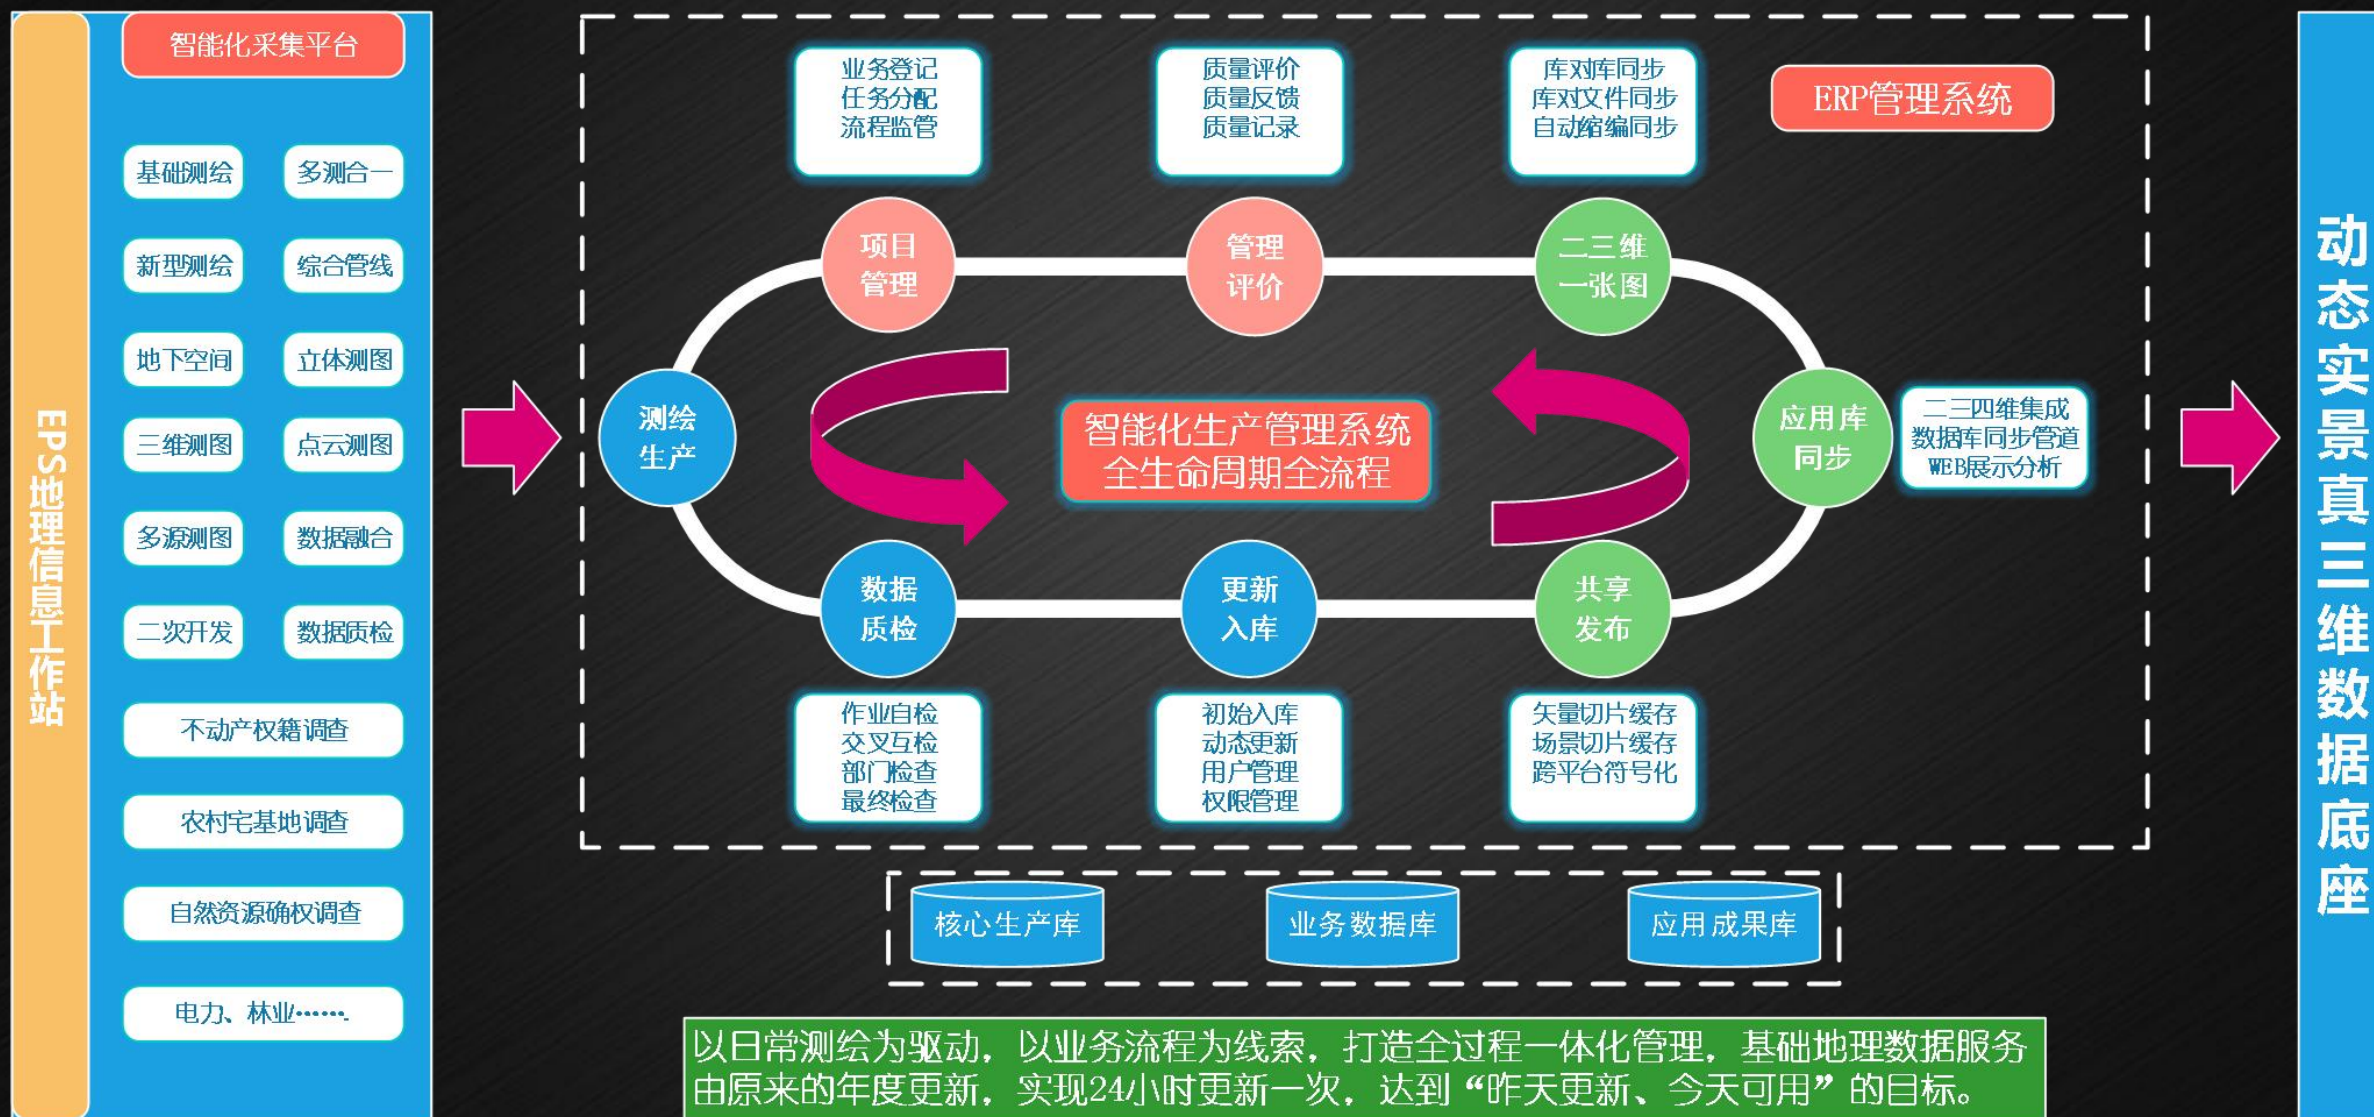 EPS地理信息工作站
智能化采集平台
基础测绘
多测合一
新型测绘
综合管线
地下空间
立体测图
三维测图
点云测图
多源测图
数据融合
二次开发
数据质检
不动产权籍调查
农村宅基地调查
自然资源确权调查
电力、林业…….
业务登记
任务分配
流程监管
质量评价
质量反馈
质量记录
库对库同步
库对文件同步
自动缩编同步
ERP管理系统
项目
管理
管理
评价
二三维
一张图
测绘
生产
智能化生产管理系统
全生命周期全流程
应用库
同步
二三四维集成
数据库同步管道
WEB展示分析
数据
质检
更新
入库
共享
发布
作业自检
交叉互检
部门检查
最终检查
初始入库
动态更新
用户管理
权限管理
矢量切片缓存
场景切片缓存
跨平台符号化
核心生产库
业务数据库
应用成果库
以日常测绘为驱动，以业务流程为线索，打造全过程一体化管理，基础地理数据服务
由原来的年度更新，实现24小时更新一次，达到“昨天更新、今天可用”的目标。
动态实景真三维数据底座